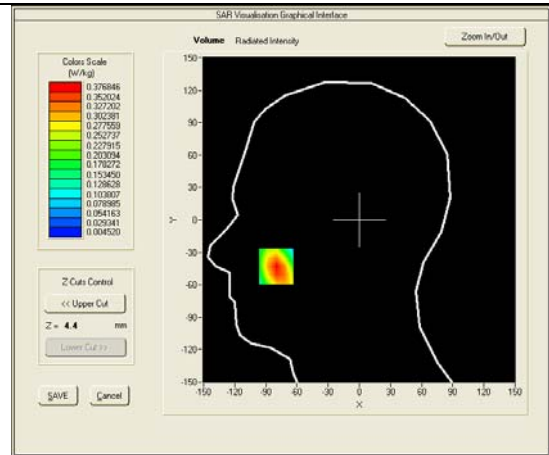 SAR Visualisation Graphical Interface
Volume Radiated Intensity
Zoom In/Out
Colors Scale
(W/kg)
0.376846
0.352024
0.327202
0.302381
0.277559
0.252737
0.227915
0.203094
0.178272
0.153450
0.128628
0.103807
0.078985
0.054163
0.029341
0.004520
Z Cuts Control
<< Upper Cut
Z = 4.4 mm
Lower Cut >>
SAVE Cancel
150
120
90
60
30
0
-30
-60
-90
-120
-150
Y
-150 -120 -90 -60 -30 0 30 60 90 120 150
X